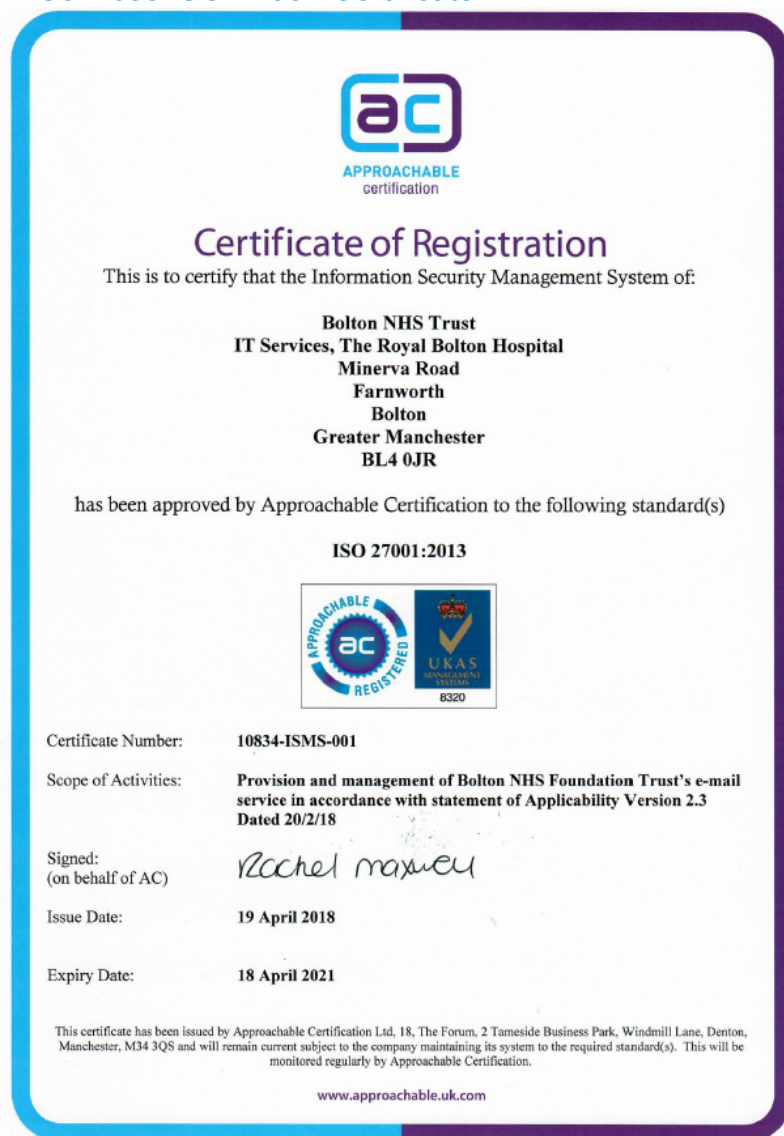 ac
APPROACHABLE
certification
Certificate of Registration
This is to certify that the Information Security Management System of:
Bolton NHS Trust
IT Services, The Royal Bolton Hospital
Minerva Road
Farnworth
Bolton
Greater Manchester
BL4 0JR
has been approved by Approachable Certification to the following standard(s)
ISO 27001:2013
APPROACHABLE
ac
REGISTERED
UKAS
MANAGEMENT
SYSTEMS
8320
Certificate Number: 10834-ISMS-001
Scope of Activities: Provision and management of Bolton NHS Foundation Trust's e-mail
service in accordance with statement of Applicability Version 2.3
Dated 20/2/18
Signed: Rachel Maxwell
(on behalf of AC)
Issue Date: 19 April 2018
Expiry Date: 18 April 2021
This certificate has been issued by Approachable Certification Ltd, 18, The Forum, 2 Tameside Business Park, Windmill Lane, Denton,
Manchester, M34 3QS and will remain current subject to the company maintaining its system to the required standard(s). This will be
monitored regularly by Approachable Certification.
www.approachable.uk.com